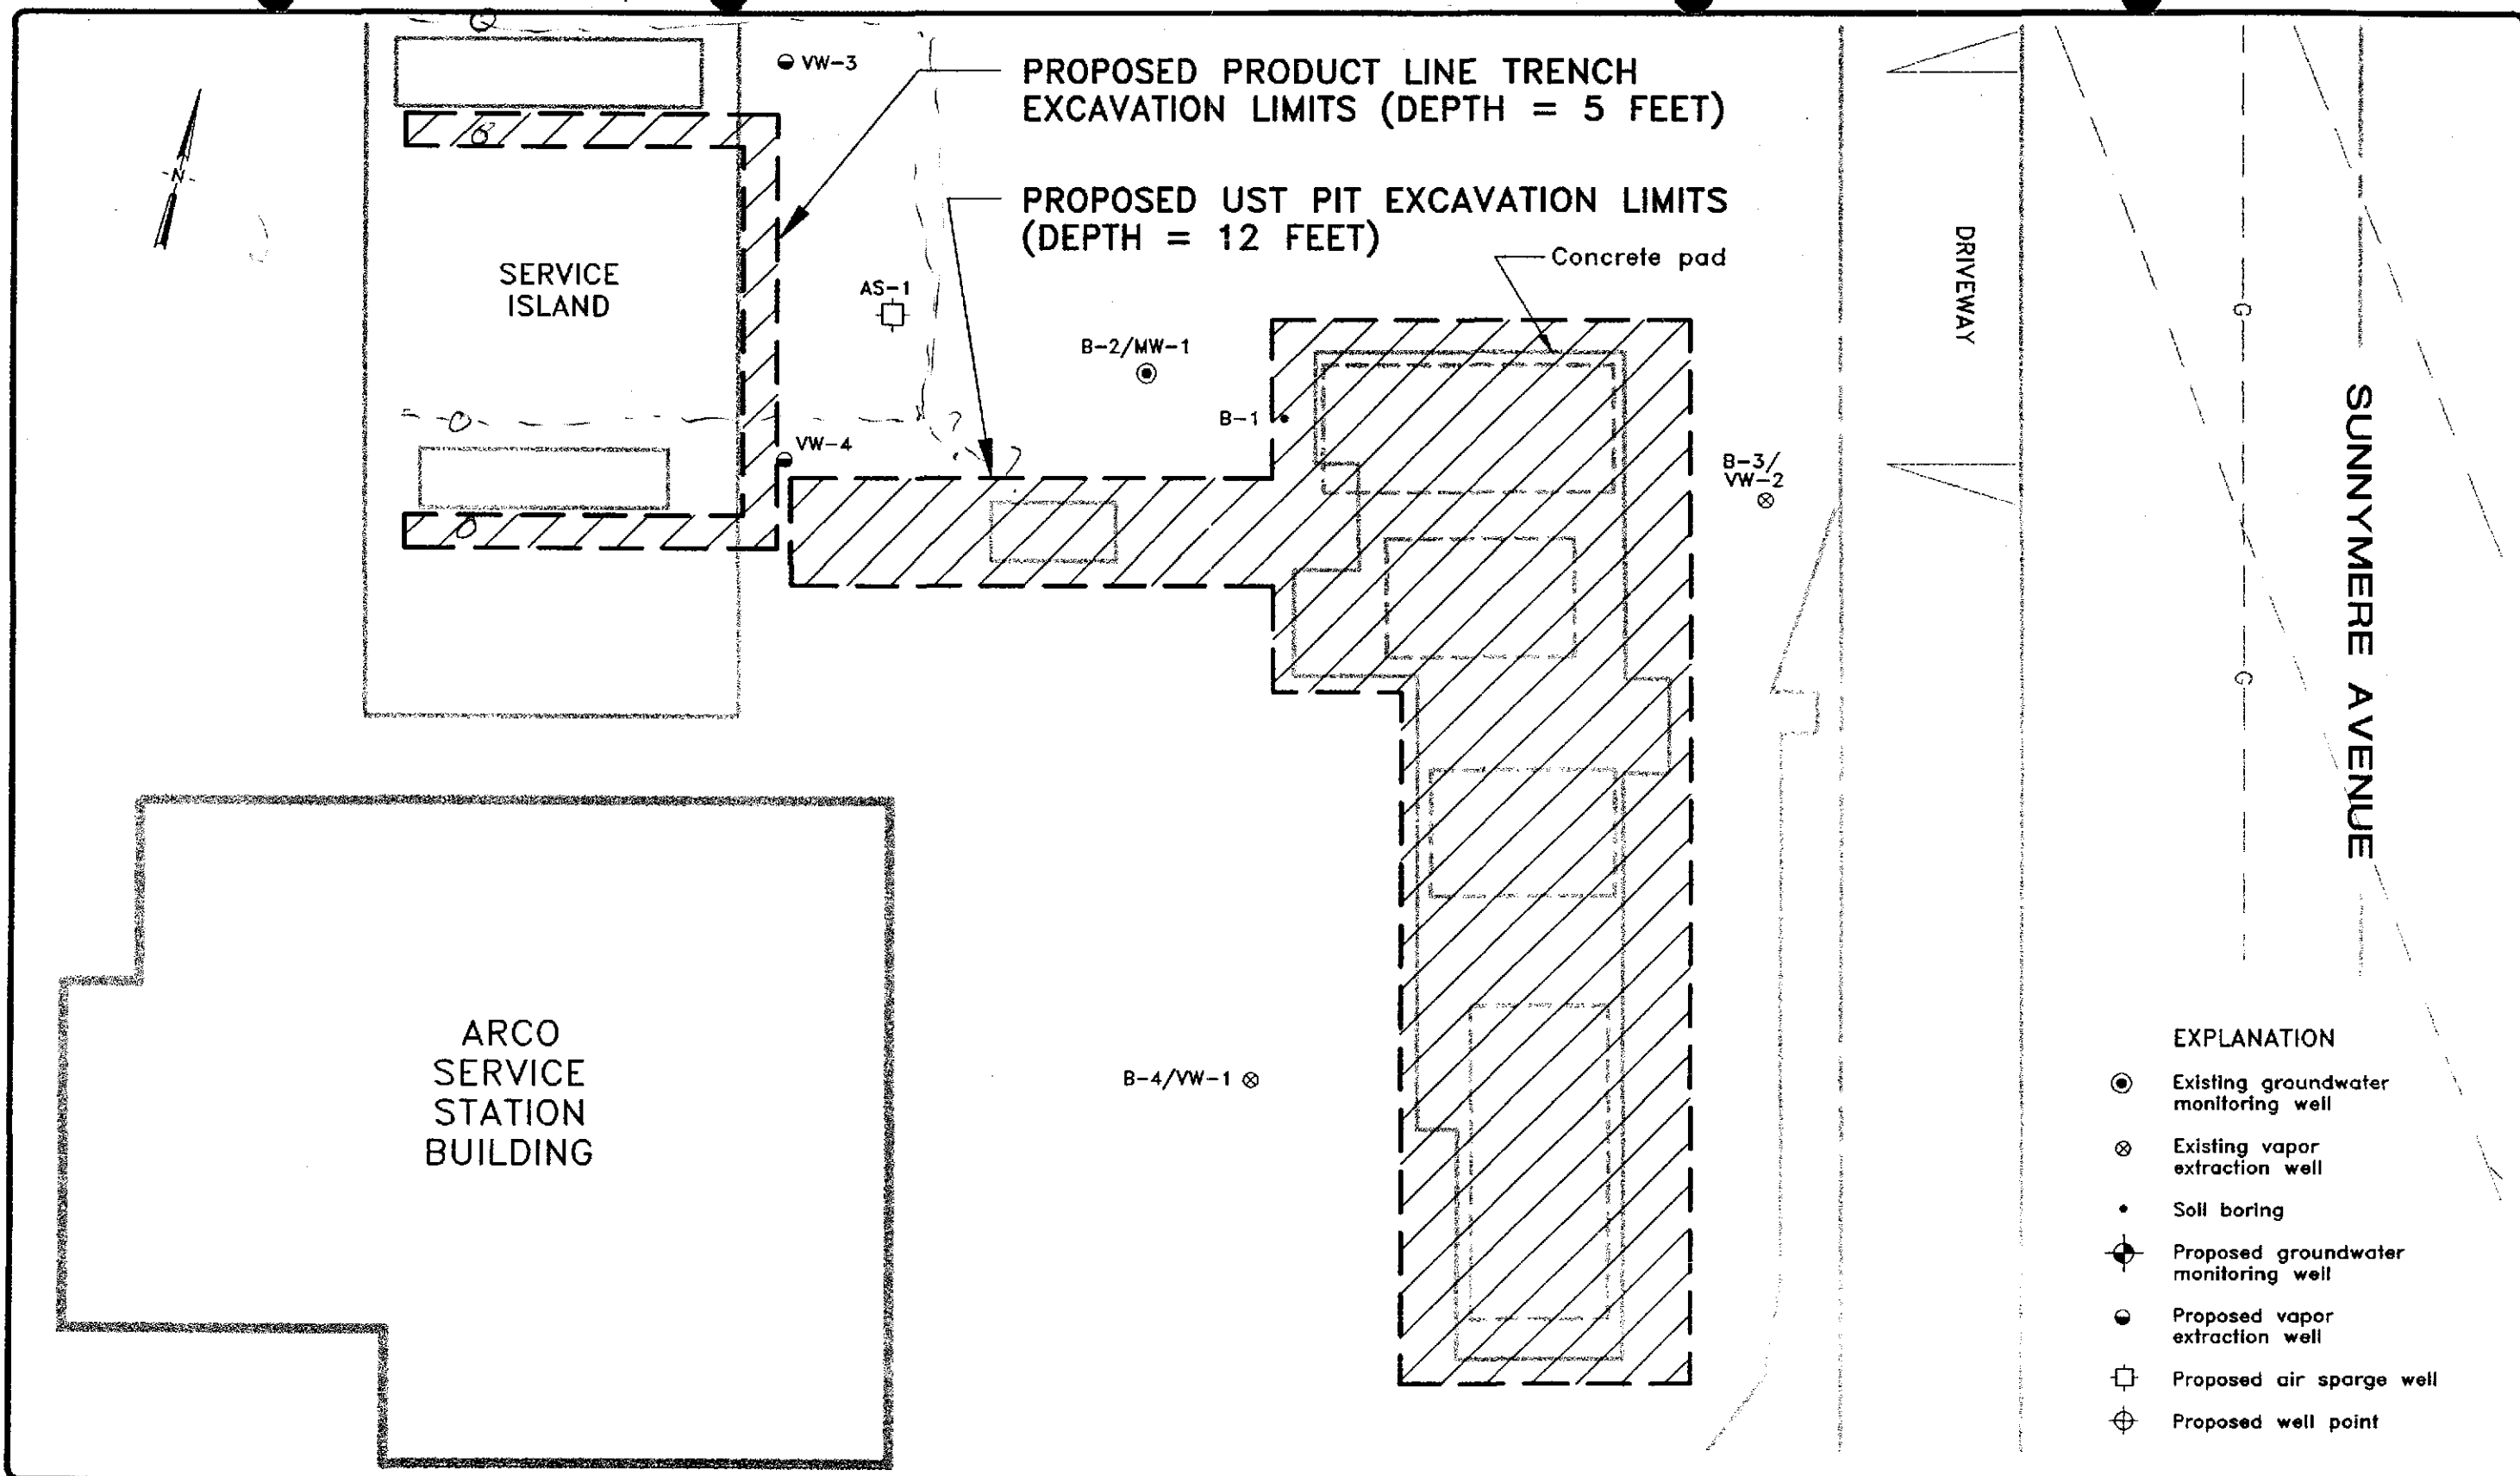 VW-3
PROPOSED PRODUCT LINE TRENCH
EXCAVATION LIMITS (DEPTH = 5 FEET)
N
PROPOSED UST PIT EXCAVATION LIMITS
(DEPTH = 12 FEET)
Concrete pad
SERVICE
ISLAND
AS-1
DRIVEWAY
G
B-2/MW-1
B-1
VW-4
B-3/
VW-2
SUNNYMERE AVENUE
G
ARCO
SERVICE
STATION
BUILDING
B-4/VW-1
EXPLANATION
Existing groundwater
monitoring well
Existing vapor
extraction well
Soil boring
Proposed groundwater
monitoring well
Proposed vapor
extraction well
Proposed air sparge well
Proposed well point